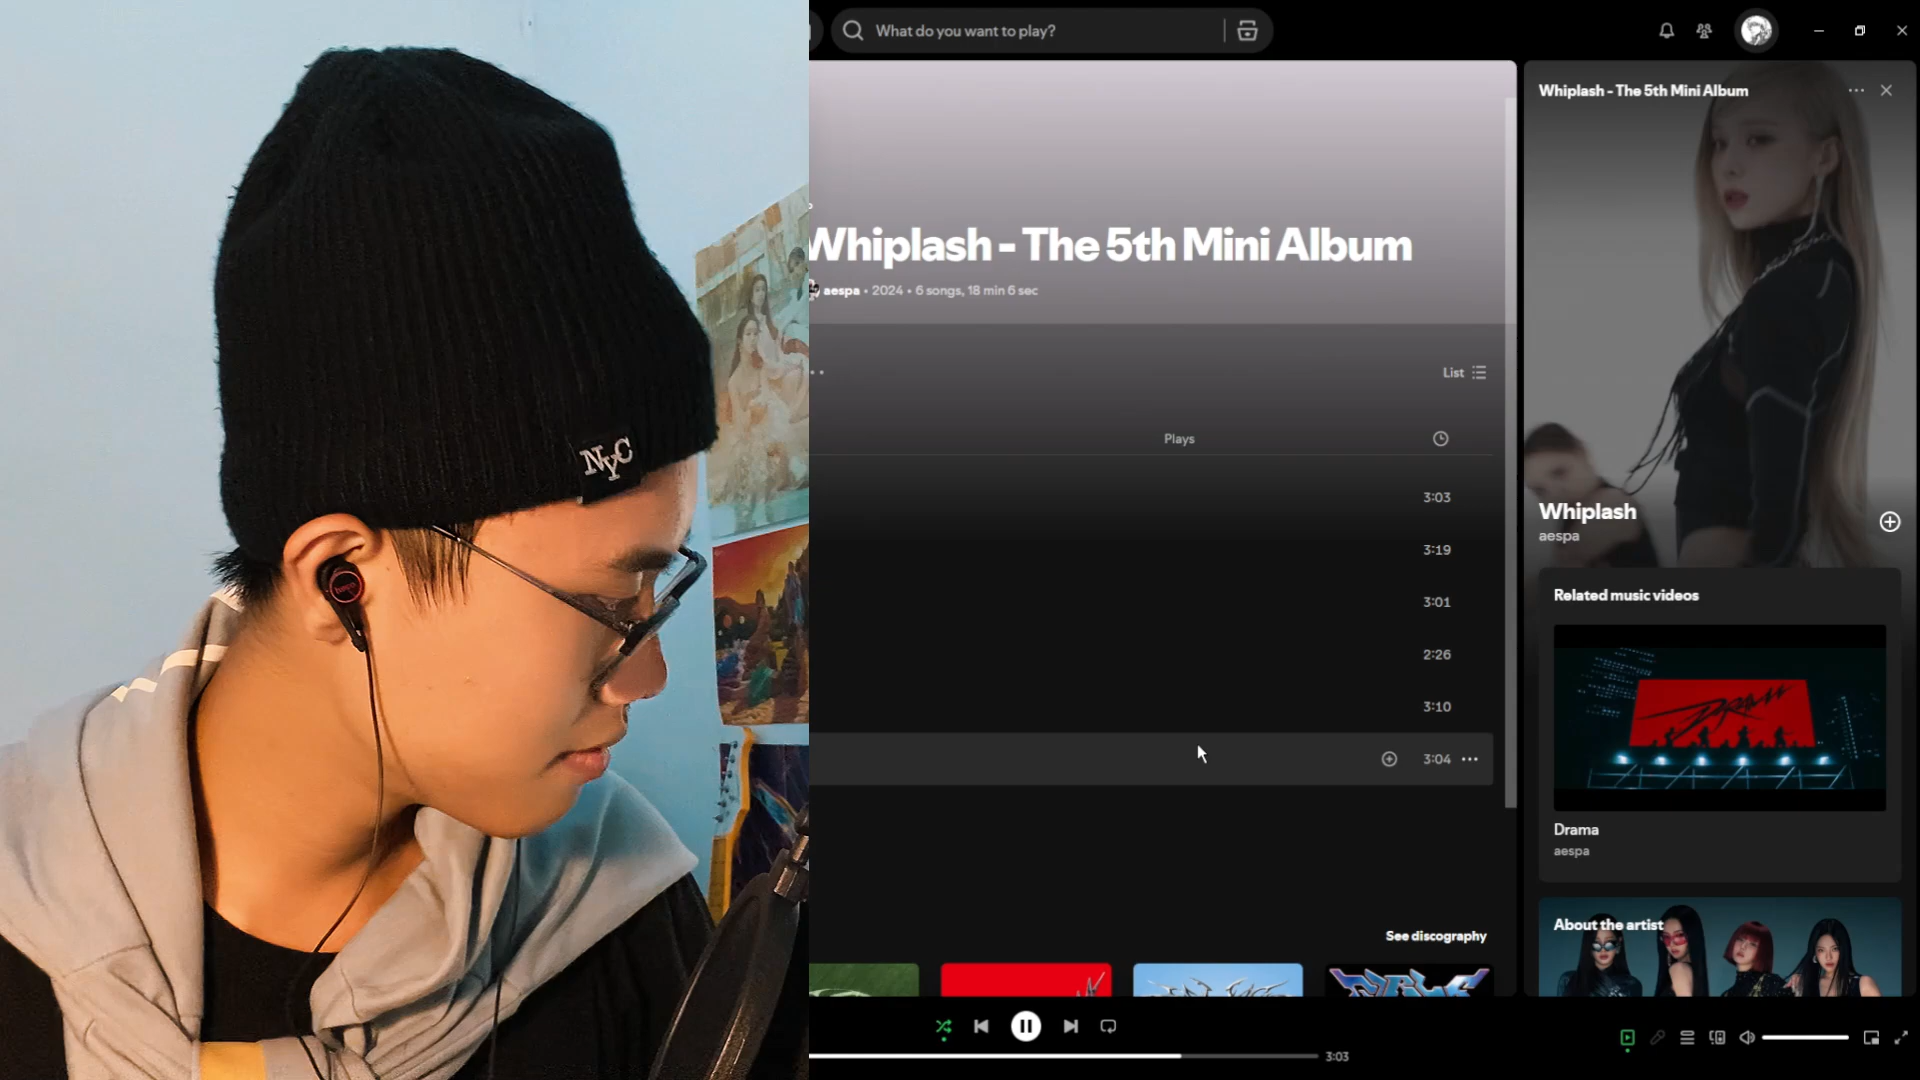 NYC
What do you want to play?
Whiplash - The 5th Mini Album
aespa • 2024 • 6 songs, 18 min 6 sec
List
Plays
3:03
3:19
3:01
2:26
3:10
3:04
See discography
3:03
Whiplash - The 5th Mini Album
Whiplash
aespa
Related music videos
DRAMA
Drama
aespa
About the artist